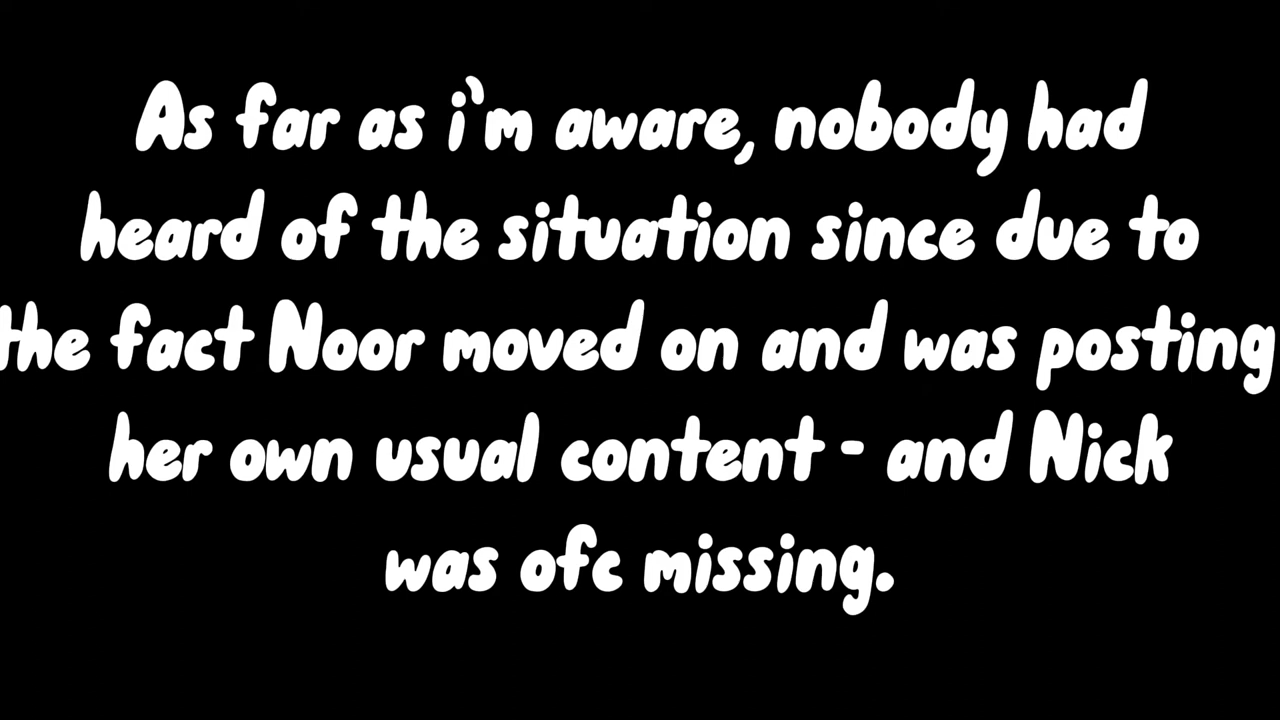 As far as i'm aware, nobody had
heard of the situation since due to
the fact Noor moved on and was posting
her own usual content - and Nick
was ofc missing.